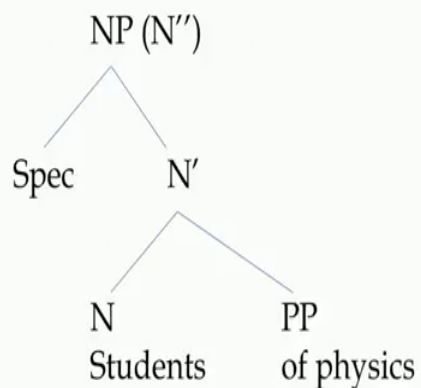 NP (N′′)
Spec N′
N PP
Students of physics